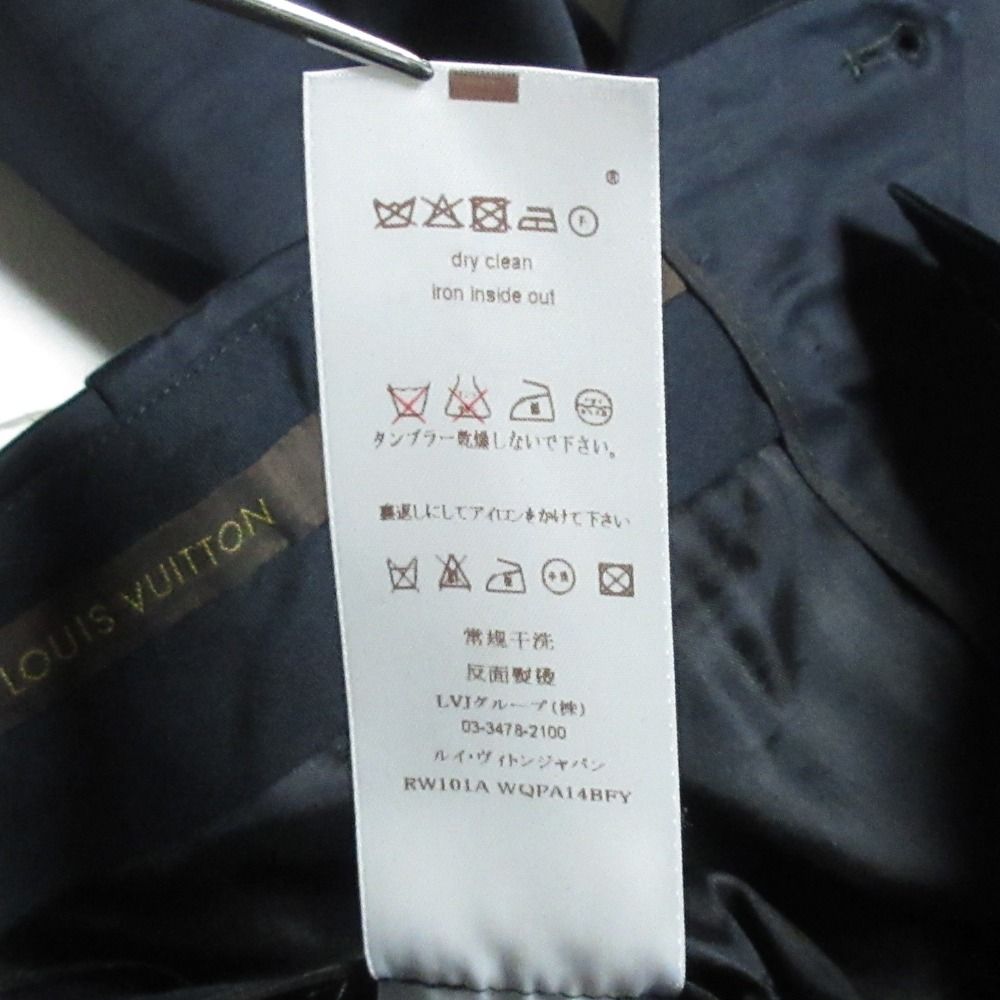 ®
F
dry clean
iron inside out
タンブラー乾燥しないで下さい。
裏返しにしてアイロンをかけて下さい
常规干洗
反面熨烫
LVJグループ(株)
03-3478-2100
ルイ・ヴィトンジャパン
RW101A WQPA14BFY
LOUIS VUITTON